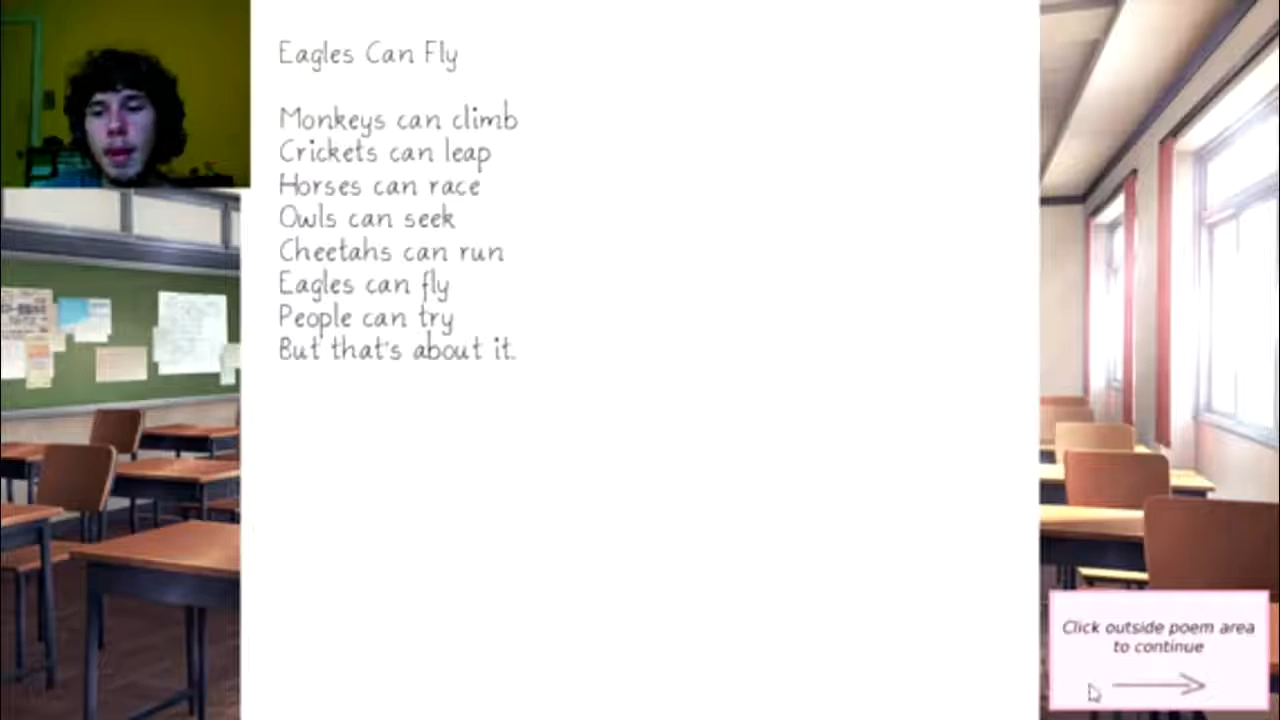 Eagles Can Fly
Monkeys can climb
Crickets can leap
Horses can race
Owls can seek
Cheetahs can run
Eagles can fly
People can try
But that's about it.
Click outside poem area
to continue